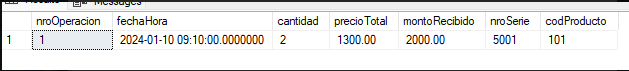 Messages
nroOperacion fechaHora cantidad precioTotal montoRecibido nroSerie codProducto
1 1 2024-01-10 09:10:00.0000000 2 1300.00 2000.00 5001 101